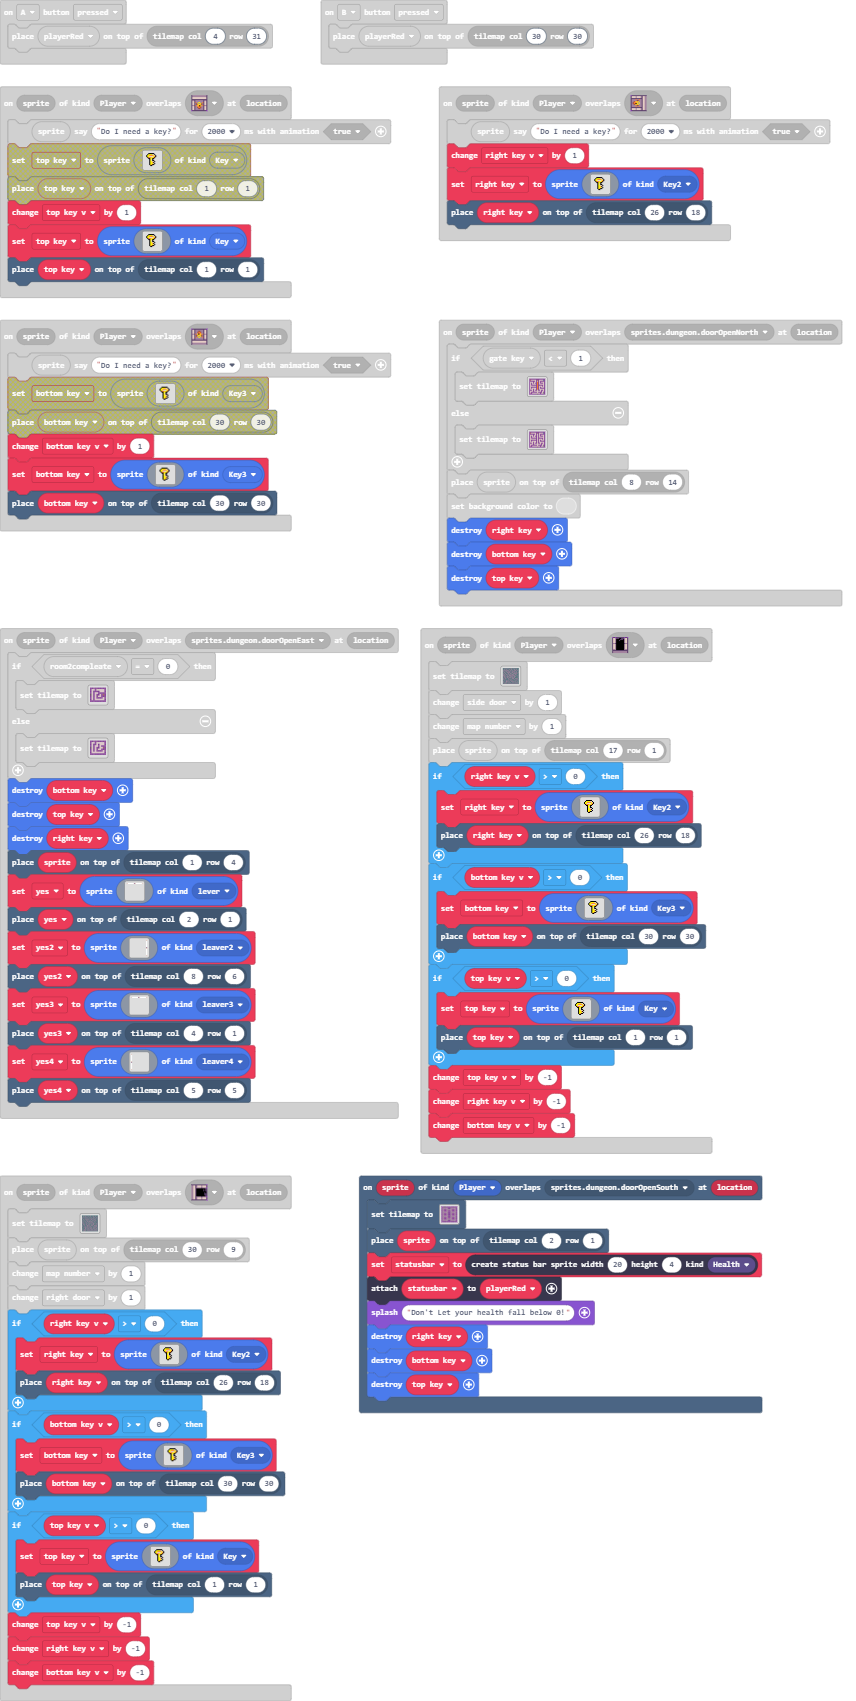 on A button pressed
place playerRed on top of tilemap col 4 row 31
on B button pressed
place playerRed on top of tilemap col 30 row 30
on sprite of kind Player overlaps at location
sprite say "Do I need a key?" for 2000 ms with animation true
set top key to sprite of kind Key
place top key on top of tilemap col 1 row 1
change top key v by 1
set top key to sprite of kind Key
place top key on top of tilemap col 1 row 1
on sprite of kind Player overlaps at location
sprite say "Do I need a key?" for 2000 ms with animation true
change right key v by 1
set right key to sprite of kind Key2
place right key on top of tilemap col 26 row 18
on sprite of kind Player overlaps at location
sprite say "Do I need a key?" for 2000 ms with animation true
set bottom key to sprite of kind Key3
place bottom key on top of tilemap col 30 row 30
change bottom key v by 1
set bottom key to sprite of kind Key3
place bottom key on top of tilemap col 30 row 30
on sprite of kind Player overlaps sprites.dungeon.doorOpenNorth at location
if gate key < 1 then
set tilemap to
else
set tilemap to
place sprite on top of tilemap col 8 row 14
set background color to
destroy right key
destroy bottom key
destroy top key
on sprite of kind Player overlaps sprites.dungeon.doorOpenEast at location
if room2compleate = 0 then
set tilemap to
else
set tilemap to
destroy bottom key
destroy top key
destroy right key
place sprite on top of tilemap col 1 row 4
set yes to sprite of kind lever
place yes on top of tilemap col 2 row 1
set yes2 to sprite of kind leaver2
place yes2 on top of tilemap col 8 row 6
set yes3 to sprite of kind leaver3
place yes3 on top of tilemap col 4 row 1
set yes4 to sprite of kind leaver4
place yes4 on top of tilemap col 5 row 5
on sprite of kind Player overlaps at location
set tilemap to
change side door by 1
change map number by 1
place sprite on top of tilemap col 17 row 1
if right key v > 0 then
set right key to sprite of kind Key2
place right key on top of tilemap col 26 row 18
if bottom key v > 0 then
set bottom key to sprite of kind Key3
place bottom key on top of tilemap col 30 row 30
if top key v > 0 then
set top key to sprite of kind Key
place top key on top of tilemap col 1 row 1
change top key v by -1
change right key v by -1
change bottom key v by -1
on sprite of kind Player overlaps at location
set tilemap to
place sprite on top of tilemap col 30 row 9
change map number by 1
change right door by 1
if right key v > 0 then
set right key to sprite of kind Key2
place right key on top of tilemap col 26 row 18
if bottom key v > 0 then
set bottom key to sprite of kind Key3
place bottom key on top of tilemap col 30 row 30
if top key v > 0 then
set top key to sprite of kind Key
place top key on top of tilemap col 1 row 1
change top key v by -1
change right key v by -1
change bottom key v by -1
on sprite of kind Player overlaps sprites.dungeon.doorOpenSouth at location
set tilemap to
place sprite on top of tilemap col 2 row 1
set statusbar to create status bar sprite width 20 height 4 kind Health
attach statusbar to playerRed
splash "Don't Let your health fall below 0!"
destroy right key
destroy bottom key
destroy top key